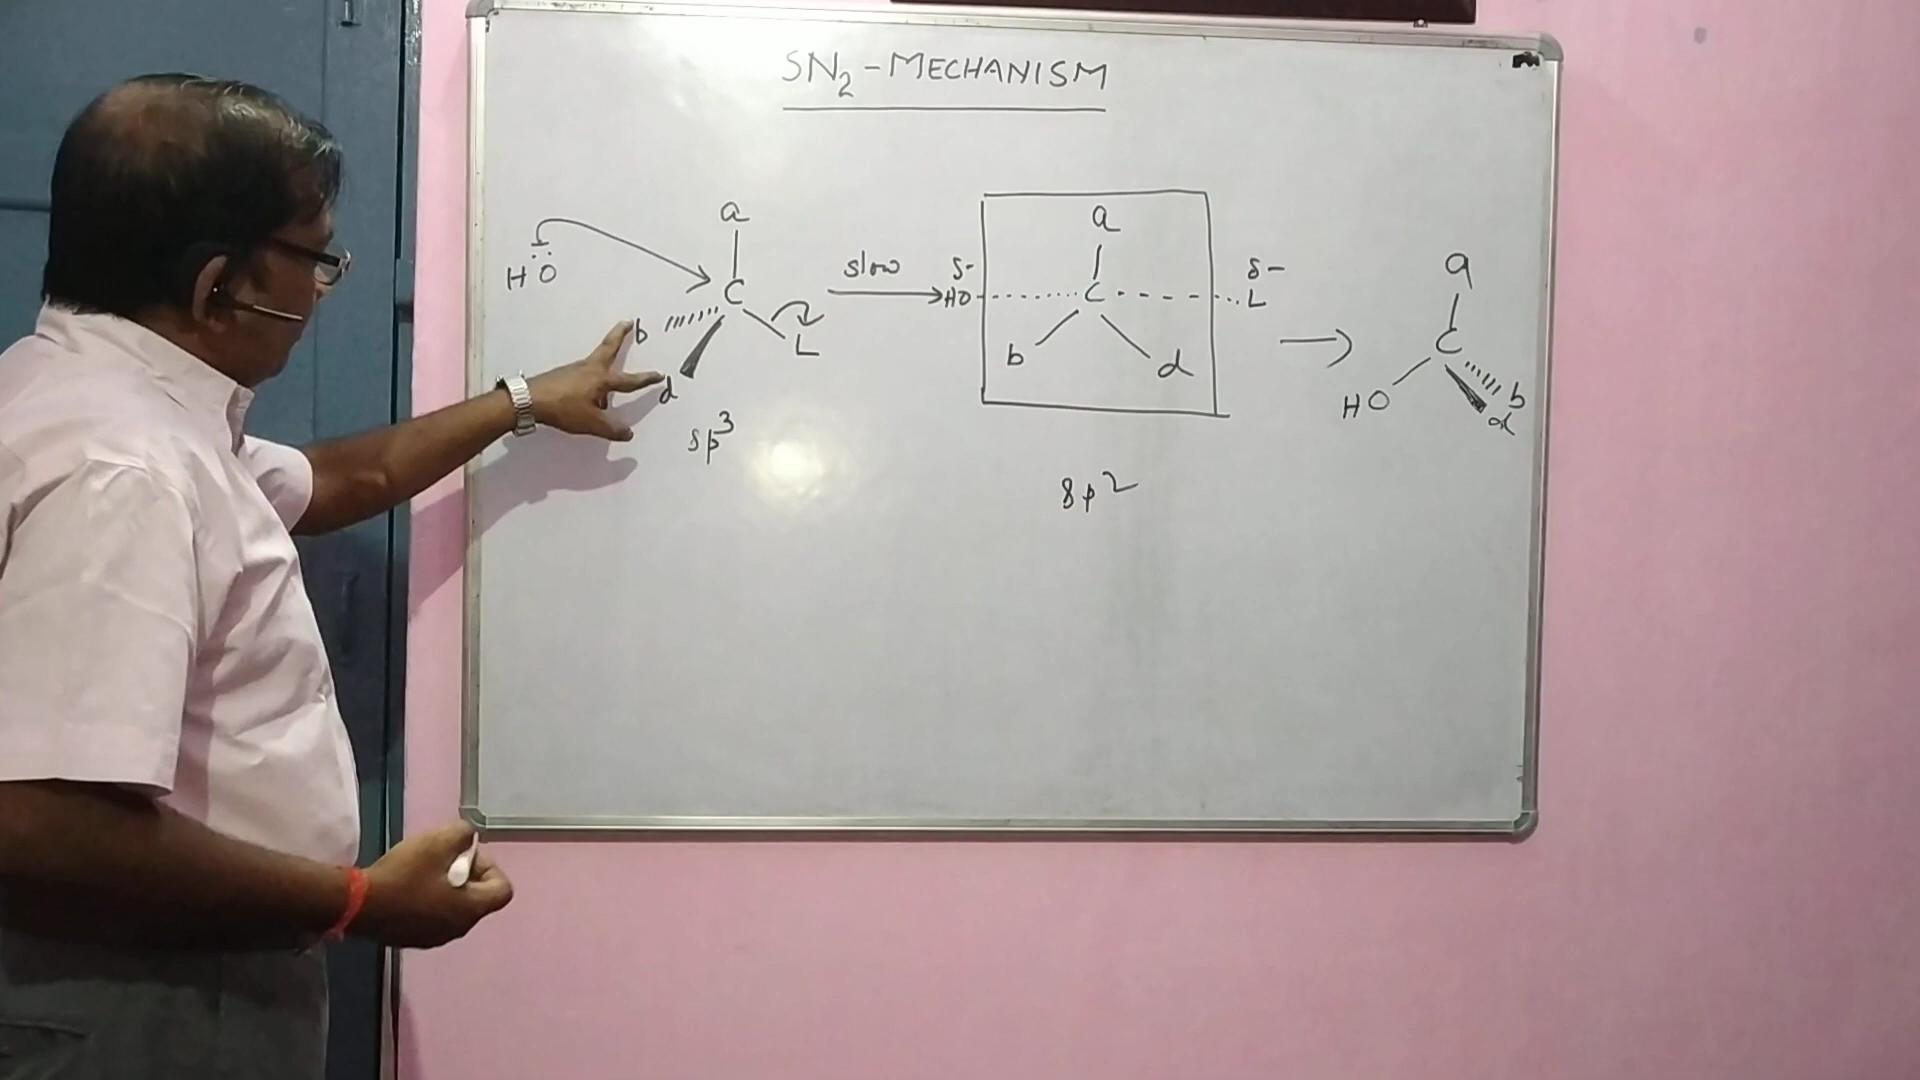 SN2-MECHANISM
a
HO
C
b
d
L
sp3
slow
δ-
HO
a
C
b
d
δ-
L
sp2
a
C
HO
b
d